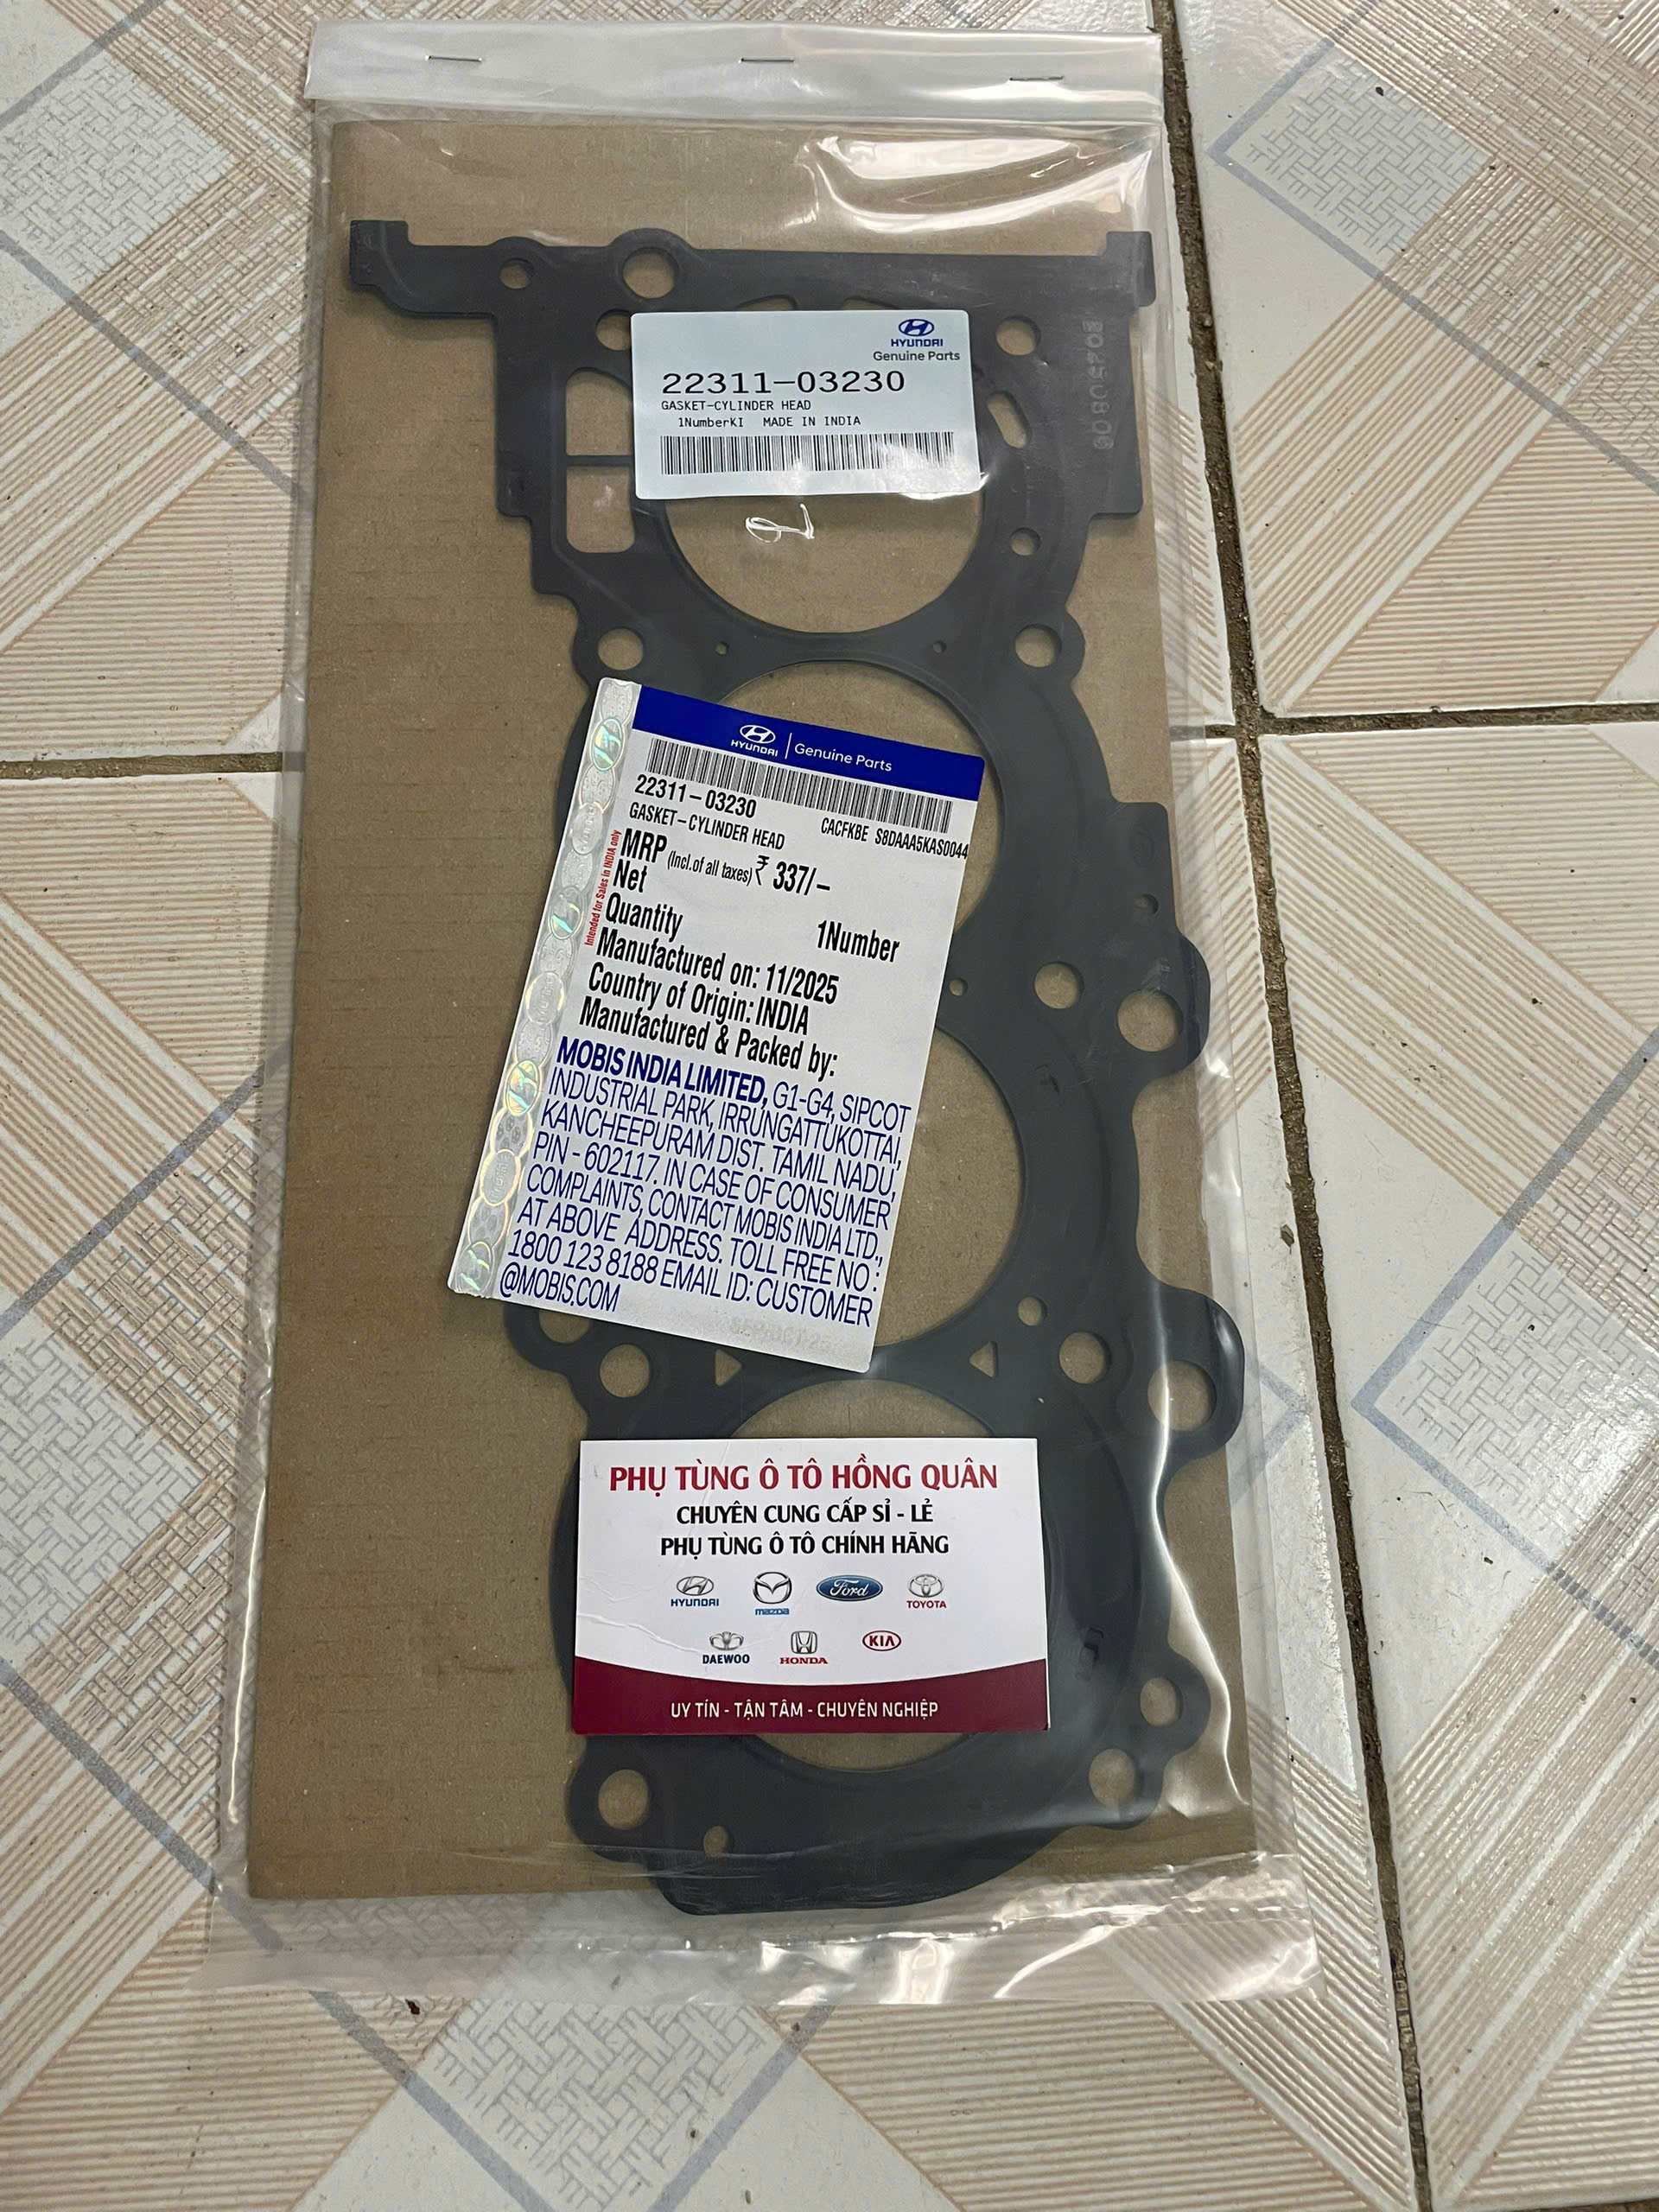 HYUNDAI
Genuine Parts
22311-03230
GASKET-CYLINDER HEAD
1NumberKI MADE IN INDIA
HYUNDAI | Genuine Parts
22311-03230
GASKET-CYLINDER HEAD
CACFKBE S8DAAA5KAS0044
Intended for Sales in INDIA only
MRP (Incl.of all taxes) ₹ 337/-
Net
Quantity 1Number
Manufactured on: 11/2025
Country of Origin: INDIA
Manufactured & Packed by:
MOBIS INDIA LIMITED, G1-G4, SIPCOT
INDUSTRIAL PARK, IRRUNGATTUKOTTAI,
KANCHEEPURAM DIST. TAMIL NADU,
PIN - 602117. IN CASE OF CONSUMER
COMPLAINTS, CONTACT MOBIS INDIA LTD.,
AT ABOVE ADDRESS. TOLL FREE NO :
1800 123 8188 EMAIL ID: CUSTOMER
@MOBIS.COM
PHỤ TÙNG Ô TÔ HỒNG QUÂN
CHUYÊN CUNG CẤP SỈ - LẺ
PHỤ TÙNG Ô TÔ CHÍNH HÃNG
HYUNDAI mazda Ford TOYOTA
DAEWOO HONDA KIA
UY TÍN - TẬN TÂM - CHUYÊN NGHIỆP